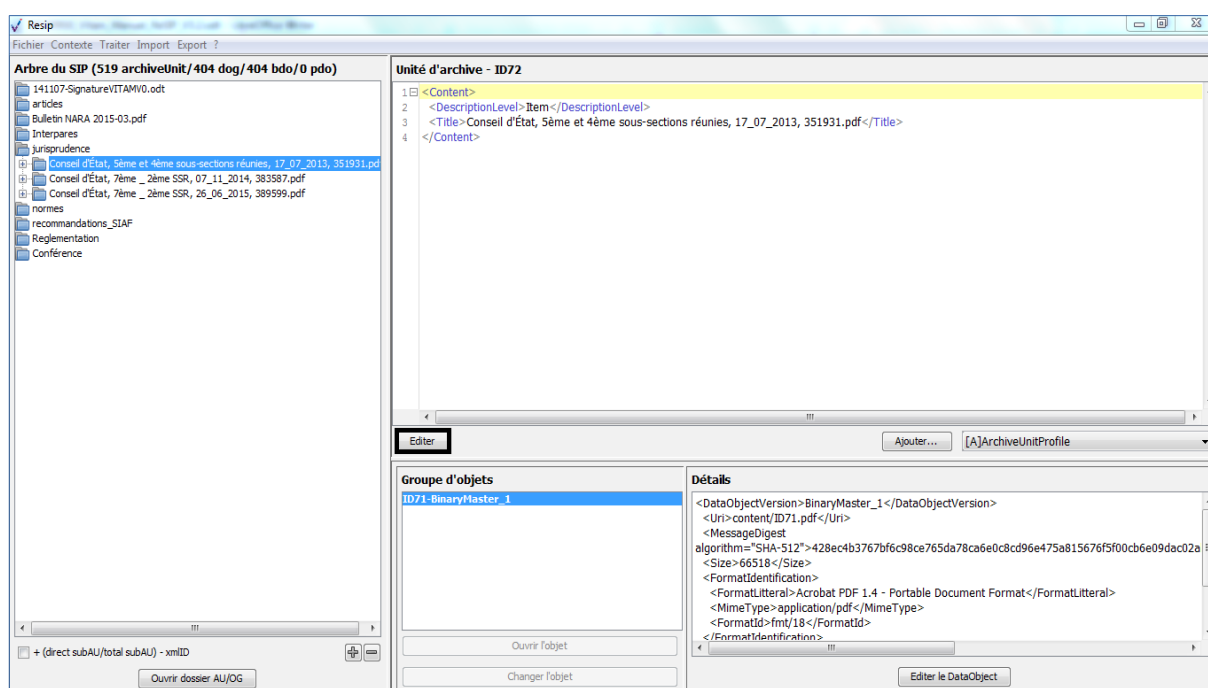 Resip
Fichier Contexte Traiter Import Export ?
Arbre du SIP (519 archiveUnit/404 dog/404 bdo/0 pdo)
141107-SignatureVITAMV0.odt
articles
Bulletin NARA 2015-03.pdf
Interpares
jurisprudence
Conseil d'État, 5ème et 4ème sous-sections réunies, 17_07_2013, 351931.pd
Conseil d'État, 7ème _ 2ème SSR, 07_11_2014, 383587.pdf
Conseil d'État, 7ème _ 2ème SSR, 26_06_2015, 389599.pdf
normes
recommandations_SIAF
Reglementation
Conférence
+ (direct subAU/total subAU) - xmlID
Ouvrir dossier AU/OG
Unité d'archive - ID72
1 <Content>
2 <DescriptionLevel>Item</DescriptionLevel>
3 <Title>Conseil d'État, 5ème et 4ème sous-sections réunies, 17_07_2013, 351931.pdf</Title>
4 </Content>
Editer
Ajouter...
[A]ArchiveUnitProfile
Groupe d'objets
ID71-BinaryMaster_1
Ouvrir l'objet
Changer l'objet
Détails
<DataObjectVersion>BinaryMaster_1</DataObjectVersion>
<Uri>content/ID71.pdf</Uri>
<MessageDigest
algorithm="SHA-512">428ec4b3767bf6c98ce765da78ca6e0c8cd96e475a815676f5f00cb6e09dac02a
<Size>66518</Size>
<FormatIdentification>
<FormatLitteral>Acrobat PDF 1.4 - Portable Document Format</FormatLitteral>
<MimeType>application/pdf</MimeType>
<FormatId>fmt/18</FormatId>
</FormatIdentification>
Editer le DataObject